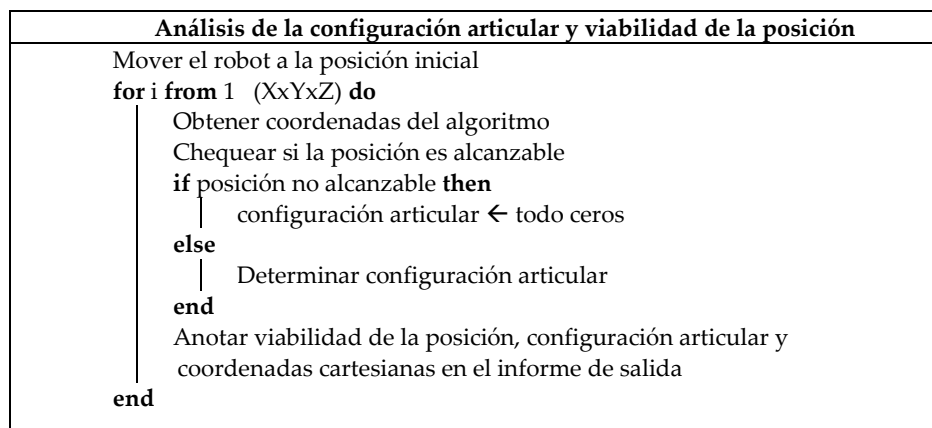 Análisis de la configuración articular y viabilidad de la posición
Mover el robot a la posición inicial
for i from 1 (XxYxZ) do
Obtener coordenadas del algoritmo
Chequear si la posición es alcanzable
if posición no alcanzable then
configuración articular ← todo ceros
else
Determinar configuración articular
end
Anotar viabilidad de la posición, configuración articular y
coordenadas cartesianas en el informe de salida
end